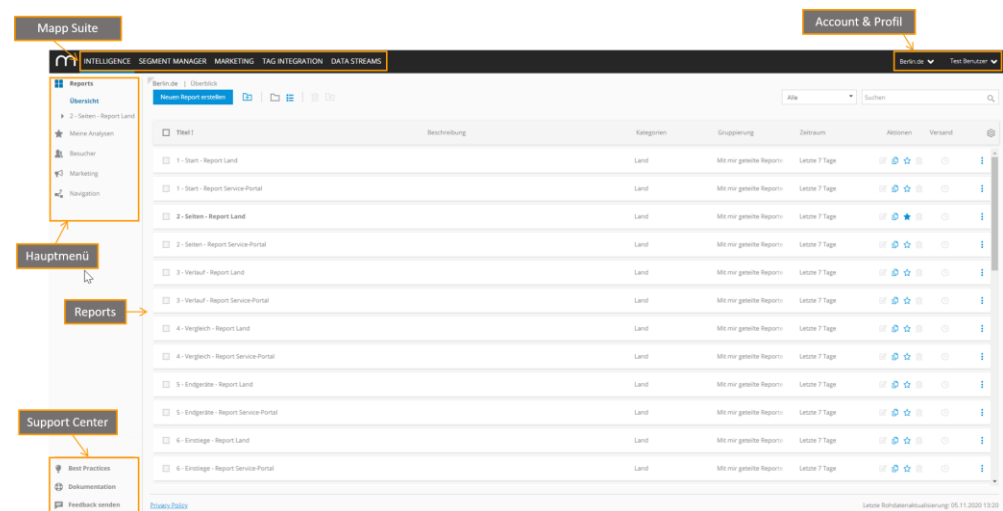 Mapp Suite
Account & Profil
INTELLIGENCE SEGMENT MANAGER MARKETING TAG INTEGRATION DATA STREAMS
Berlin.de Test Benutzer
Reports
Übersicht
2 - Seiten - Report Land
Meine Analysen
Besucher
Marketing
Navigation
Hauptmenü
Reports
Support Center
Best Practices
Dokumentation
Feedback senden
Berlin.de | Überblick
Neuen Report erstellen
Alle
Suchen
Titel Beschreibung Kategorien Gruppierung Zeitraum Aktionen Versand
1 - Start - Report Land Land Mit mir geteilte Reports Letzte 7 Tage
1 - Start - Report Service-Portal Land Mit mir geteilte Reports Letzte 7 Tage
2 - Seiten - Report Land Land Mit mir geteilte Reports Letzte 7 Tage
2 - Seiten - Report Service-Portal Land Mit mir geteilte Reports Letzte 7 Tage
3 - Verlauf - Report Land Land Mit mir geteilte Reports Letzte 7 Tage
3 - Verlauf - Report Service-Portal Land Mit mir geteilte Reports Letzte 7 Tage
4 - Vergleich - Report Land Land Mit mir geteilte Reports Letzte 7 Tage
4 - Vergleich - Report Service-Portal Land Mit mir geteilte Reports Letzte 7 Tage
5 - Endgeräte - Report Land Land Mit mir geteilte Reports Letzte 7 Tage
5 - Endgeräte - Report Service-Portal Land Mit mir geteilte Reports Letzte 7 Tage
6 - Einstiege - Report Land Land Mit mir geteilte Reports Letzte 7 Tage
6 - Einstiege - Report Service-Portal Land Mit mir geteilte Reports Letzte 7 Tage
Privacy Policy
Letzte Rohdatenaktualisierung: 05.11.2020 13:20